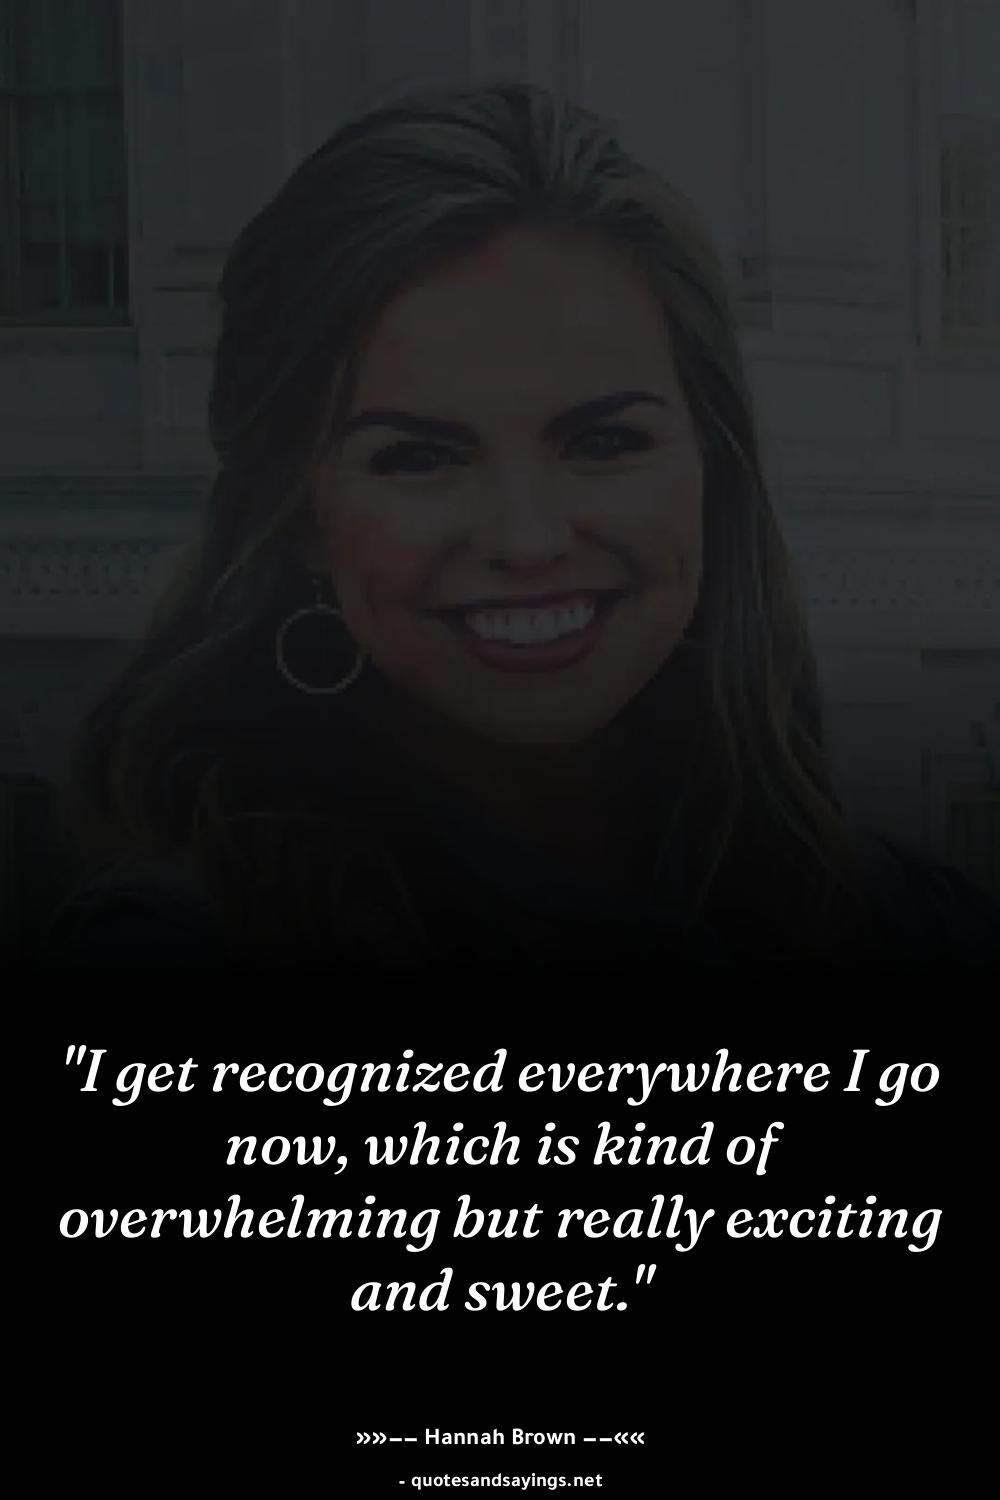 "I get recognized everywhere I go
now, which is kind of
overwhelming but really exciting
and sweet."
»»−− Hannah Brown −−««
- quotesandsayings.net